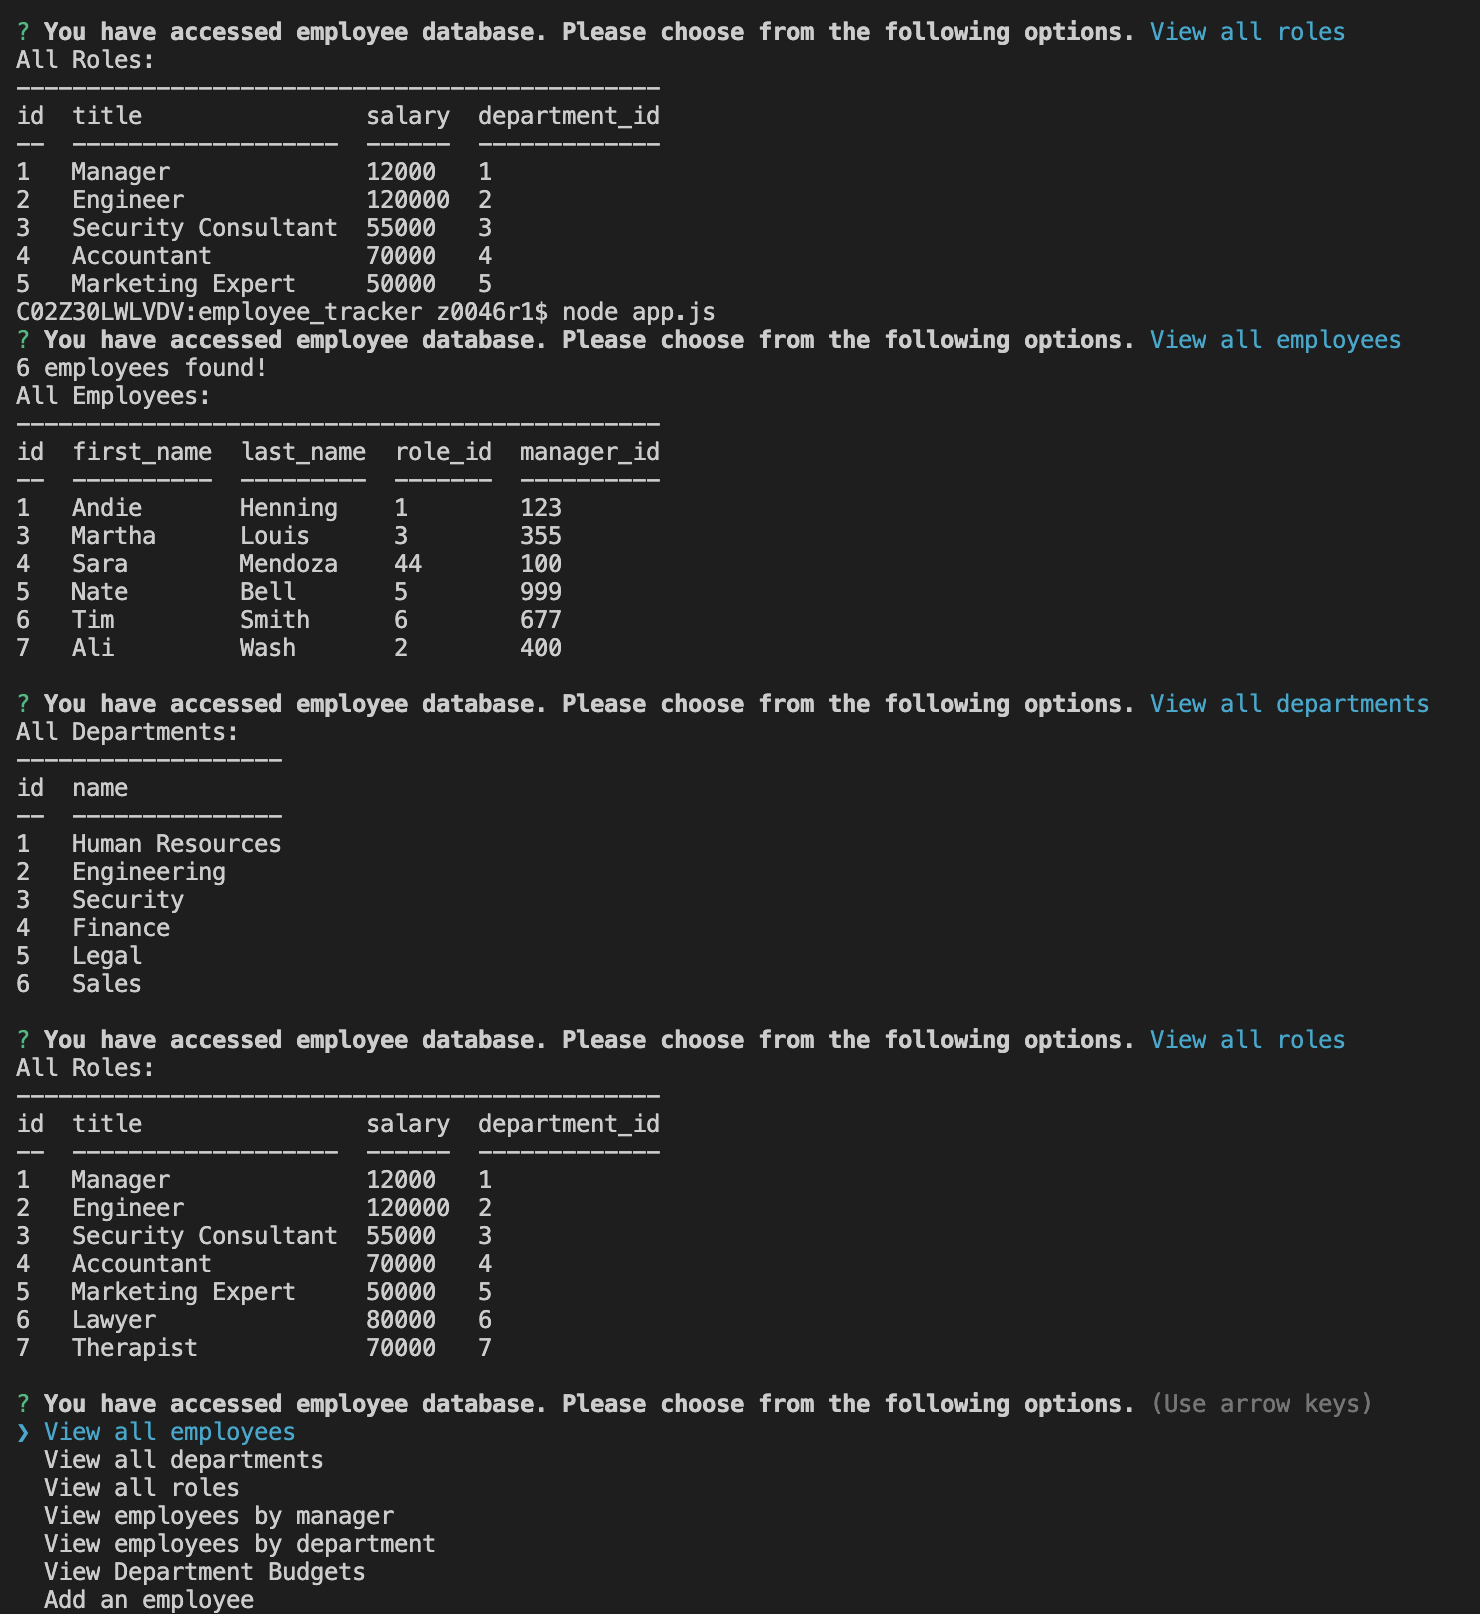 ? You have accessed employee database. Please choose from the following options. View all roles
All Roles:
----------------------------------------------
id  title                salary  department_id
--  -------------------  ------  -------------
1   Manager              12000   1
2   Engineer             120000  2
3   Security Consultant  55000   3
4   Accountant           70000   4
5   Marketing Expert     50000   5
C02Z30LWLVDV:employee_tracker z0046r1$ node app.js
? You have accessed employee database. Please choose from the following options. View all employees
6 employees found!
All Employees:
----------------------------------------------
id  first_name  last_name  role_id  manager_id
--  ----------  ---------  -------  ----------
1   Andie       Henning    1        123
3   Martha      Louis      3        355
4   Sara        Mendoza    44       100
5   Nate        Bell       5        999
6   Tim         Smith      6        677
7   Ali         Wash       2        400
? You have accessed employee database. Please choose from the following options. View all departments
All Departments:
-------------------
id  name
--  ---------------
1   Human Resources
2   Engineering
3   Security
4   Finance
5   Legal
6   Sales
? You have accessed employee database. Please choose from the following options. View all roles
All Roles:
----------------------------------------------
id  title                salary  department_id
--  -------------------  ------  -------------
1   Manager              12000   1
2   Engineer             120000  2
3   Security Consultant  55000   3
4   Accountant           70000   4
5   Marketing Expert     50000   5
6   Lawyer               80000   6
7   Therapist            70000   7
? You have accessed employee database. Please choose from the following options. (Use arrow keys)
❯ View all employees
  View all departments
  View all roles
  View employees by manager
  View employees by department
  View Department Budgets
  Add an employee